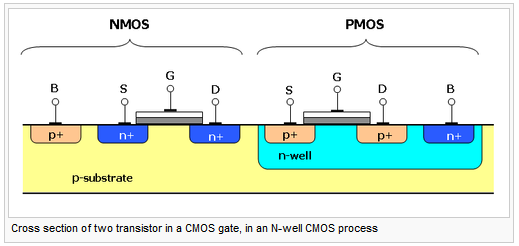 NMOS PMOS
B S G D S G D B
p+ n+ n+ p+ p+ n+
n-well
p-substrate
Cross section of two transistor in a CMOS gate, in an N-well CMOS process